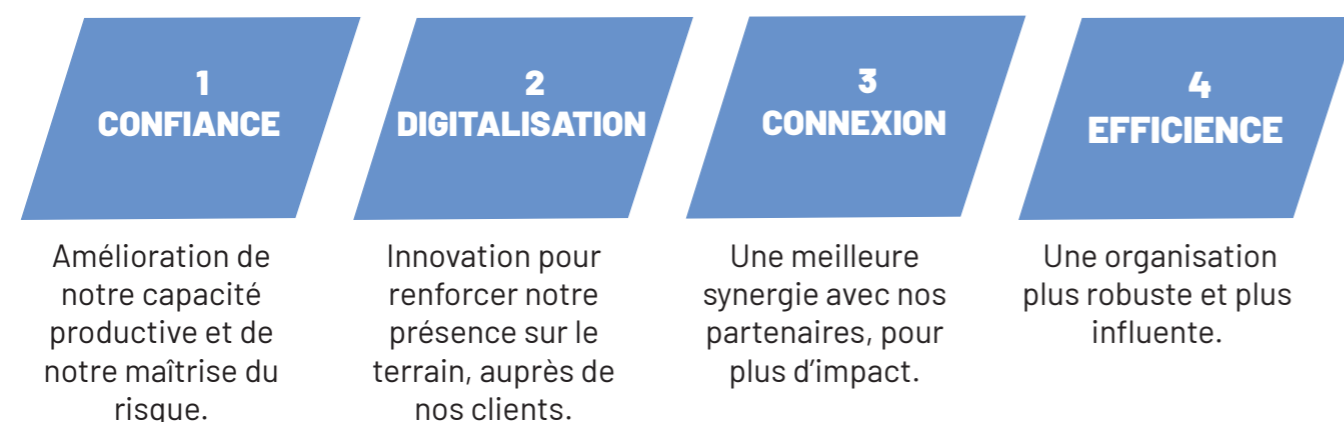 1
CONFIANCE
Amélioration de
notre capacité
productive et de
notre maîtrise du
risque.
2
DIGITALISATION
Innovation pour
renforcer notre
présence sur le
terrain, auprès de
nos clients.
3
CONNEXION
Une meilleure
synergie avec nos
partenaires, pour
plus d’impact.
4
EFFICIENCE
Une organisation
plus robuste et plus
influente.